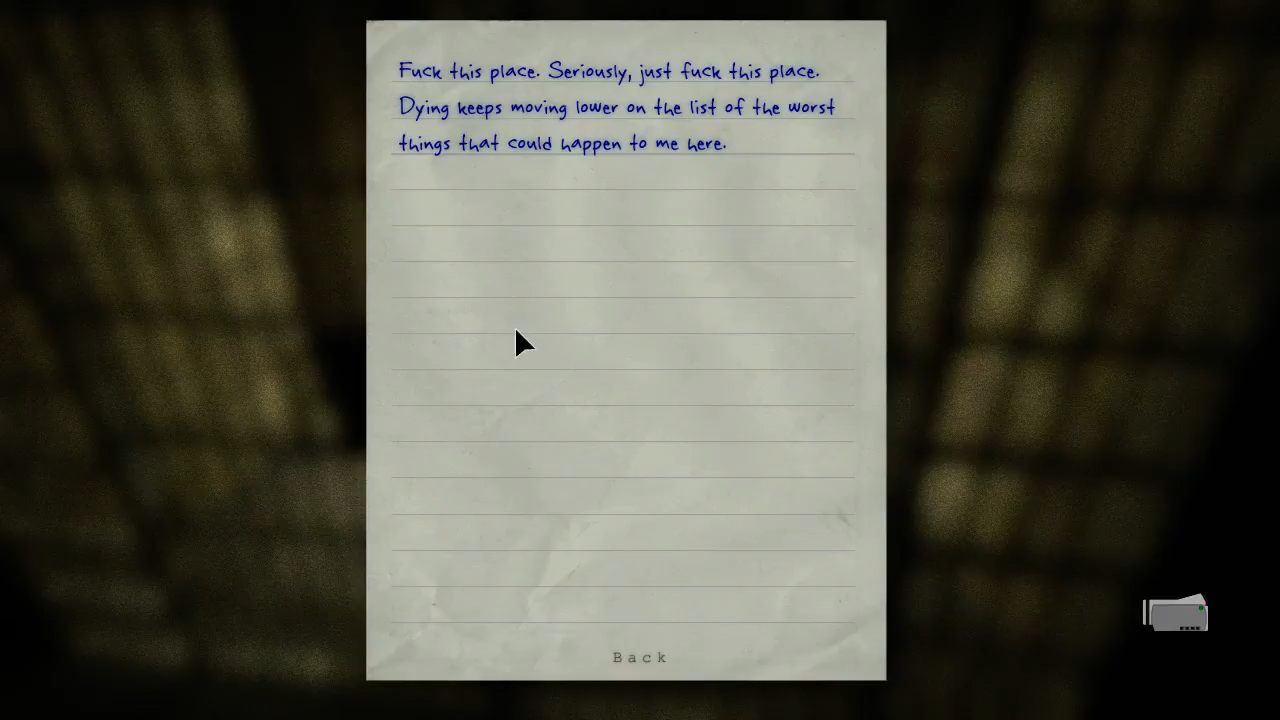 Fuck this place. Seriously, just fuck this place.
Dying keeps moving lower on the list of the worst
things that could happen to me here.
Back